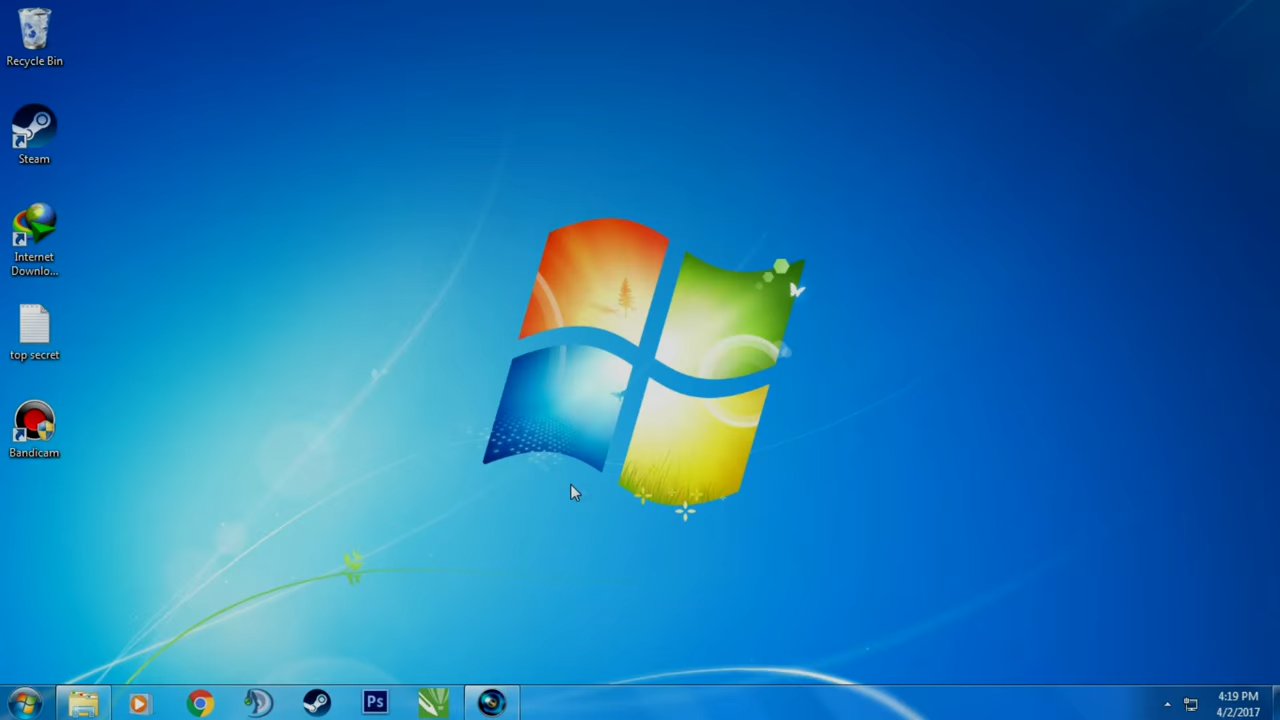 Recycle Bin
Steam
Internet
Downlo...
top secret
Bandicam
Ps
4:19 PM
4/2/2017